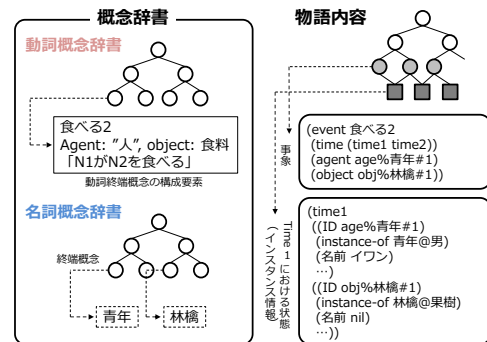 概念辞書
動詞概念辞書
食べる2
Agent: ”人”, object: 食料
「N1がN2を食べる」
動詞終端概念の構成要素
名詞概念辞書
終端概念
青年
林檎
物語内容
事象
(event 食べる2
(time (time1 time2))
(agent age%青年#1)
(object obj%林檎#1))
Time 1 における状態
(インスタンス情報)
(time1
((ID age%青年#1)
(instance-of 青年@男)
(名前 イワン)
…)
((ID obj%林檎#1)
(instance-of 林檎@果樹)
(名前 nil)
…))